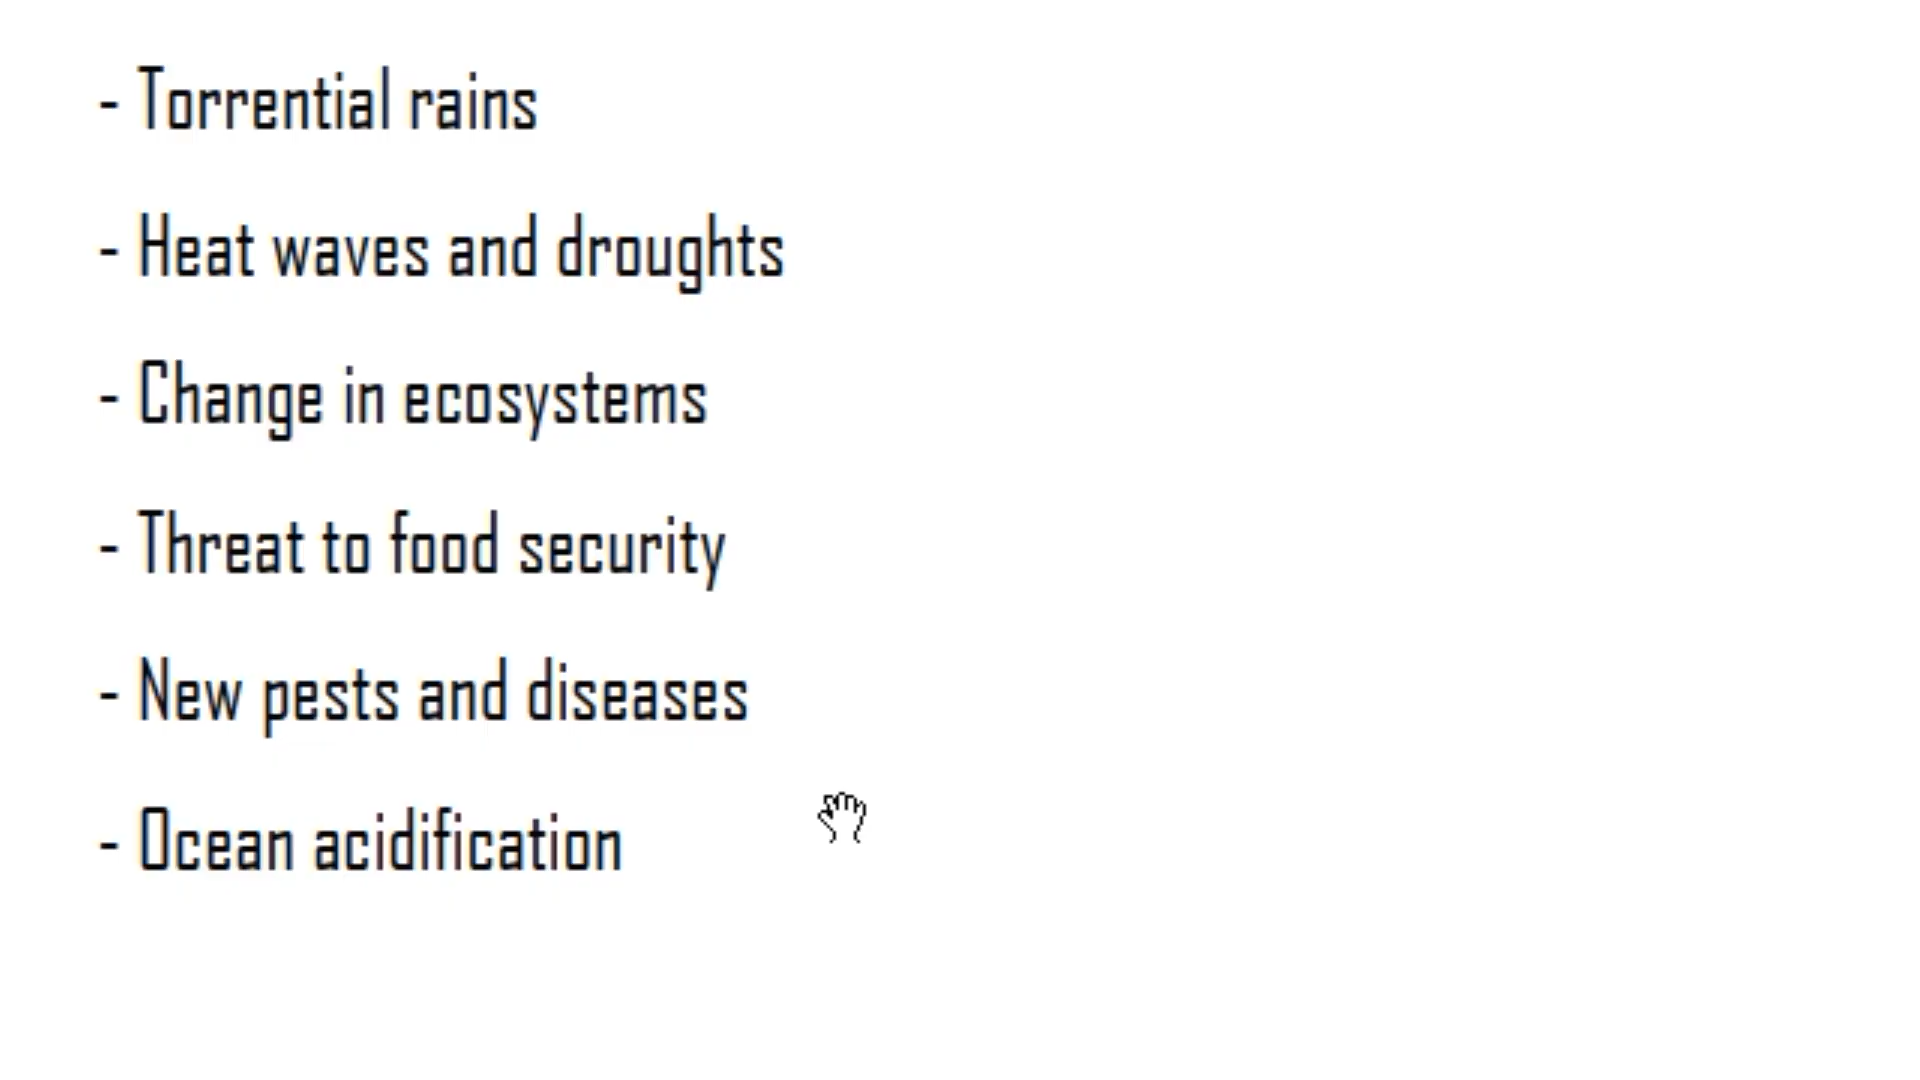 - Torrential rains
- Heat waves and droughts
- Change in ecosystems
- Threat to food security
- New pests and diseases
- Ocean acidification